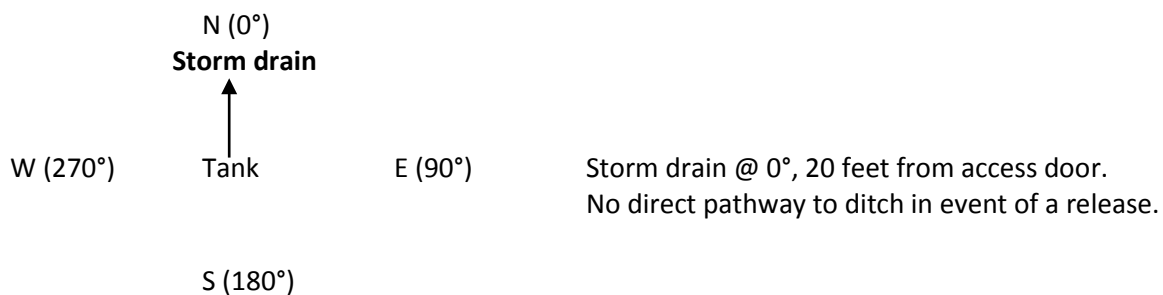 N (0°)
Storm drain
W (270°) Tank E (90°) Storm drain @ 0°, 20 feet from access door.
No direct pathway to ditch in event of a release.
S (180°)